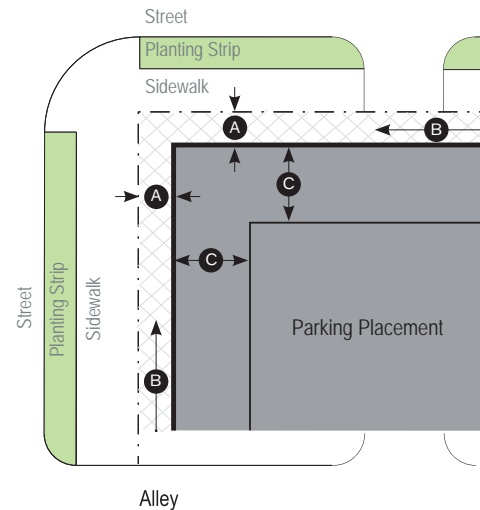 Street
Planting Strip
Sidewalk
A
B
A
C
C
Street
Planting Strip
Sidewalk
Parking Placement
B
Alley